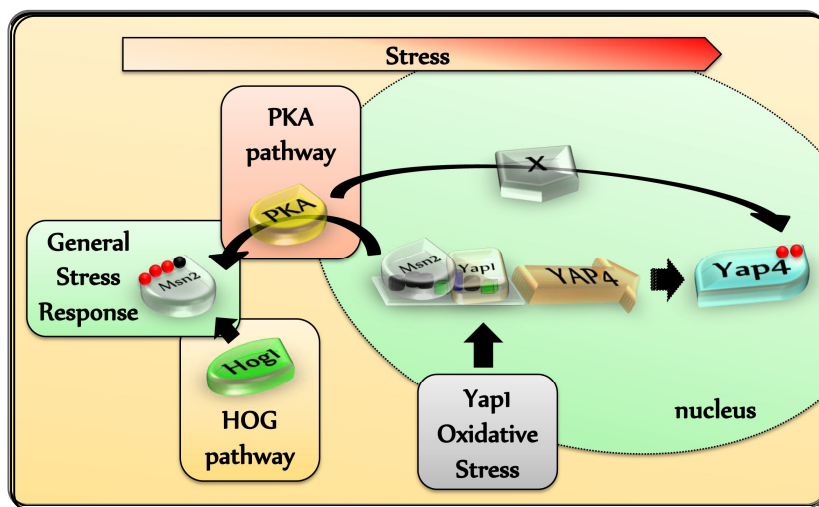 Stress
PKA
pathway
X
PKA
General
Stress
Response
Msn2
Msn2
Yap1
YAP4
Yap4
Hog1
HOG
pathway
Yap1
Oxidative
Stress
nucleus